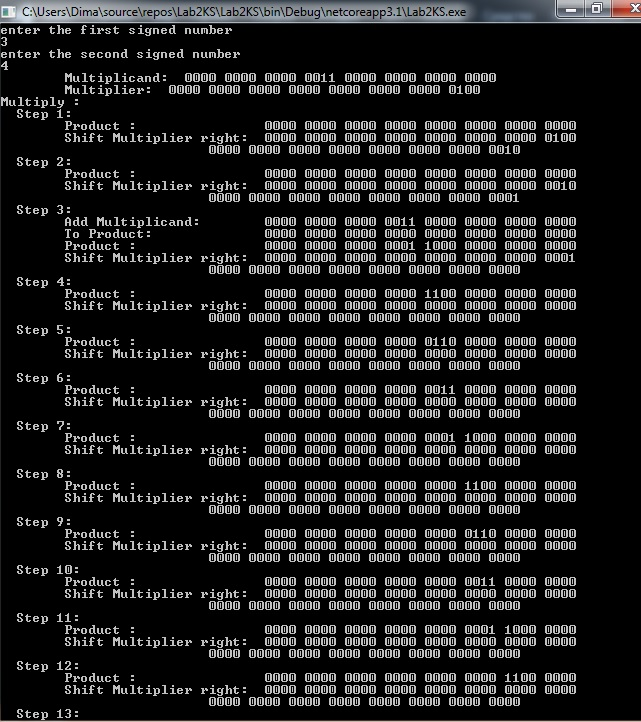 C:\Users\Dima\source\repos\Lab2KS\Lab2KS\bin\Debug\netcoreapp3.1\Lab2KS.exe
enter the first signed number
3
enter the second signed number
4
Multiplicand: 0000 0000 0000 0011 0000 0000 0000 0000
Multiplier: 0000 0000 0000 0000 0000 0000 0000 0100
Multiply :
Step 1:
Product : 0000 0000 0000 0000 0000 0000 0000 0000
Shift Multiplier right: 0000 0000 0000 0000 0000 0000 0000 0100
0000 0000 0000 0000 0000 0000 0000 0010
Step 2:
Product : 0000 0000 0000 0000 0000 0000 0000 0000
Shift Multiplier right: 0000 0000 0000 0000 0000 0000 0000 0010
0000 0000 0000 0000 0000 0000 0000 0001
Step 3:
Add Multiplicand: 0000 0000 0000 0011 0000 0000 0000 0000
To Product: 0000 0000 0000 0000 0000 0000 0000 0000
Product : 0000 0000 0000 0001 1000 0000 0000 0000
Shift Multiplier right: 0000 0000 0000 0000 0000 0000 0000 0001
0000 0000 0000 0000 0000 0000 0000 0000
Step 4:
Product : 0000 0000 0000 0000 1100 0000 0000 0000
Shift Multiplier right: 0000 0000 0000 0000 0000 0000 0000 0000
0000 0000 0000 0000 0000 0000 0000 0000
Step 5:
Product : 0000 0000 0000 0000 0110 0000 0000 0000
Shift Multiplier right: 0000 0000 0000 0000 0000 0000 0000 0000
0000 0000 0000 0000 0000 0000 0000 0000
Step 6:
Product : 0000 0000 0000 0000 0011 0000 0000 0000
Shift Multiplier right: 0000 0000 0000 0000 0000 0000 0000 0000
0000 0000 0000 0000 0000 0000 0000 0000
Step 7:
Product : 0000 0000 0000 0000 0001 1000 0000 0000
Shift Multiplier right: 0000 0000 0000 0000 0000 0000 0000 0000
0000 0000 0000 0000 0000 0000 0000 0000
Step 8:
Product : 0000 0000 0000 0000 0000 1100 0000 0000
Shift Multiplier right: 0000 0000 0000 0000 0000 0000 0000 0000
0000 0000 0000 0000 0000 0000 0000 0000
Step 9:
Product : 0000 0000 0000 0000 0000 0110 0000 0000
Shift Multiplier right: 0000 0000 0000 0000 0000 0000 0000 0000
0000 0000 0000 0000 0000 0000 0000 0000
Step 10:
Product : 0000 0000 0000 0000 0000 0011 0000 0000
Shift Multiplier right: 0000 0000 0000 0000 0000 0000 0000 0000
0000 0000 0000 0000 0000 0000 0000 0000
Step 11:
Product : 0000 0000 0000 0000 0000 0001 1000 0000
Shift Multiplier right: 0000 0000 0000 0000 0000 0000 0000 0000
0000 0000 0000 0000 0000 0000 0000 0000
Step 12:
Product : 0000 0000 0000 0000 0000 0000 1100 0000
Shift Multiplier right: 0000 0000 0000 0000 0000 0000 0000 0000
0000 0000 0000 0000 0000 0000 0000 0000
Step 13: